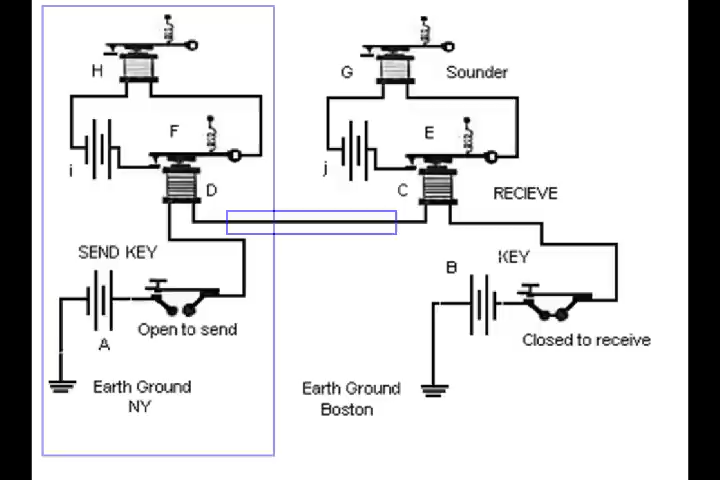 H
G
Sounder
F
E
i
j
D
C
RECIEVE
SEND KEY
KEY
B
A
Open to send
Closed to receive
Earth Ground
NY
Earth Ground
Boston